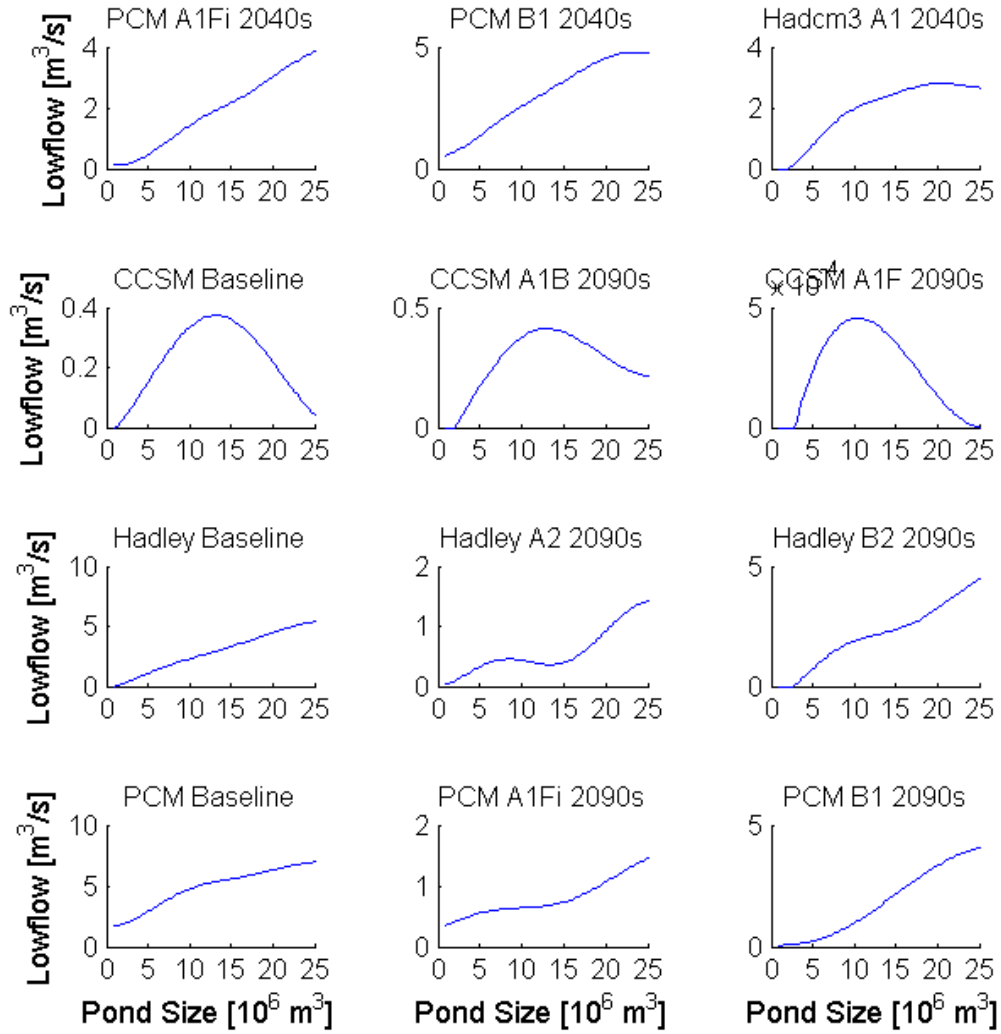 PCM A1Fi 2040s PCM B1 2040s Hadcm3 A1 2040s
Lowflow [m³/s]
4 5 4
2 2
0 0 0
0 5 10 15 20 25 0 5 10 15 20 25 0 5 10 15 20 25
CCSM Baseline CCSM A1B 2090s CCSM A1F 2090s
× 10⁻⁴
Lowflow [m³/s]
0.4 0.5 5
0.2
0 0 0
0 5 10 15 20 25 0 5 10 15 20 25 0 5 10 15 20 25
Hadley Baseline Hadley A2 2090s Hadley B2 2090s
Lowflow [m³/s]
10 2 5
5 1
0 0 0
0 5 10 15 20 25 0 5 10 15 20 25 0 5 10 15 20 25
PCM Baseline PCM A1Fi 2090s PCM B1 2090s
Lowflow [m³/s]
10 2 5
5 1
0 0 0
0 5 10 15 20 25 0 5 10 15 20 25 0 5 10 15 20 25
Pond Size [10⁶ m³] Pond Size [10⁶ m³] Pond Size [10⁶ m³]